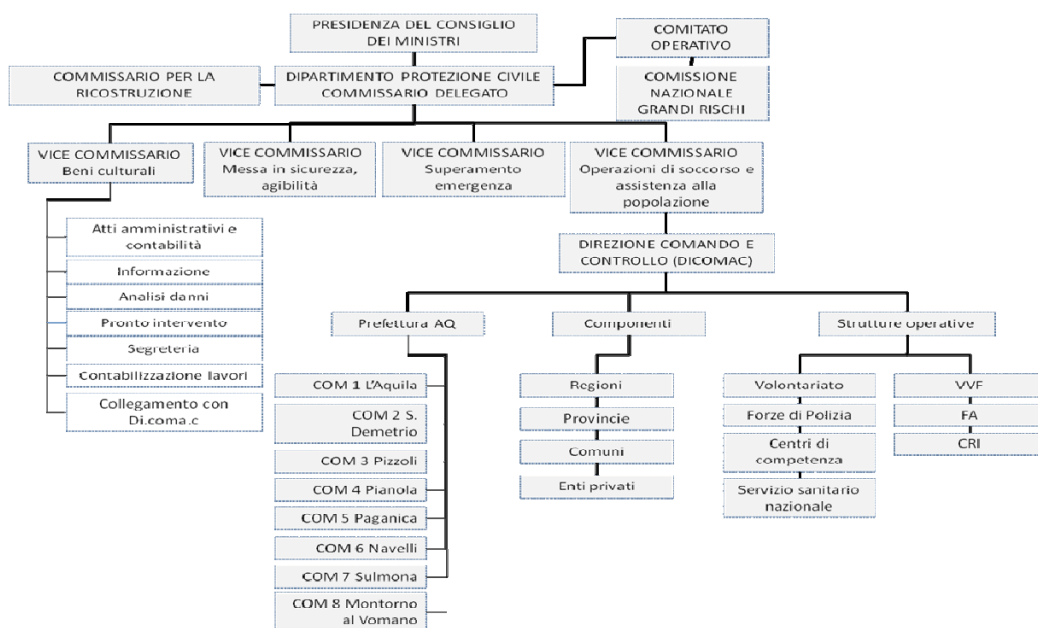 PRESIDENZA DEL CONSIGLIO
DEI MINISTRI
COMITATO
OPERATIVO
COMMISSARIO PER LA
RICOSTRUZIONE
DIPARTIMENTO PROTEZIONE CIVILE
COMMISSARIO DELEGATO
COMISSIONE
NAZIONALE
GRANDI RISCHI
VICE COMMISSARIO
Beni culturali
VICE COMMISSARIO
Messa in sicurezza,
agibilità
VICE COMMISSARIO
Superamento
emergenza
VICE COMMISSARIO
Operazioni di soccorso e
assistenza alla
popolazione
Atti amministrativi e
contabilità
Informazione
Analisi danni
Pronto intervento
Segreteria
Contabilizzazione lavori
Collegamento con
Di.coma.c
DIREZIONE COMANDO E
CONTROLLO (DICOMAC)
Prefettura AQ
Componenti
Strutture operative
COM 1 L'Aquila
COM 2 S.
Demetrio
COM 3 Pizzoli
COM 4 Pianola
COM 5 Paganica
COM 6 Navelli
COM 7 Sulmona
COM 8 Montorno
al Vomano
Regioni
Provincie
Comuni
Enti privati
Volontariato
Forze di Polizia
Centri di
competenza
Servizio sanitario
nazionale
VVF
FA
CRI